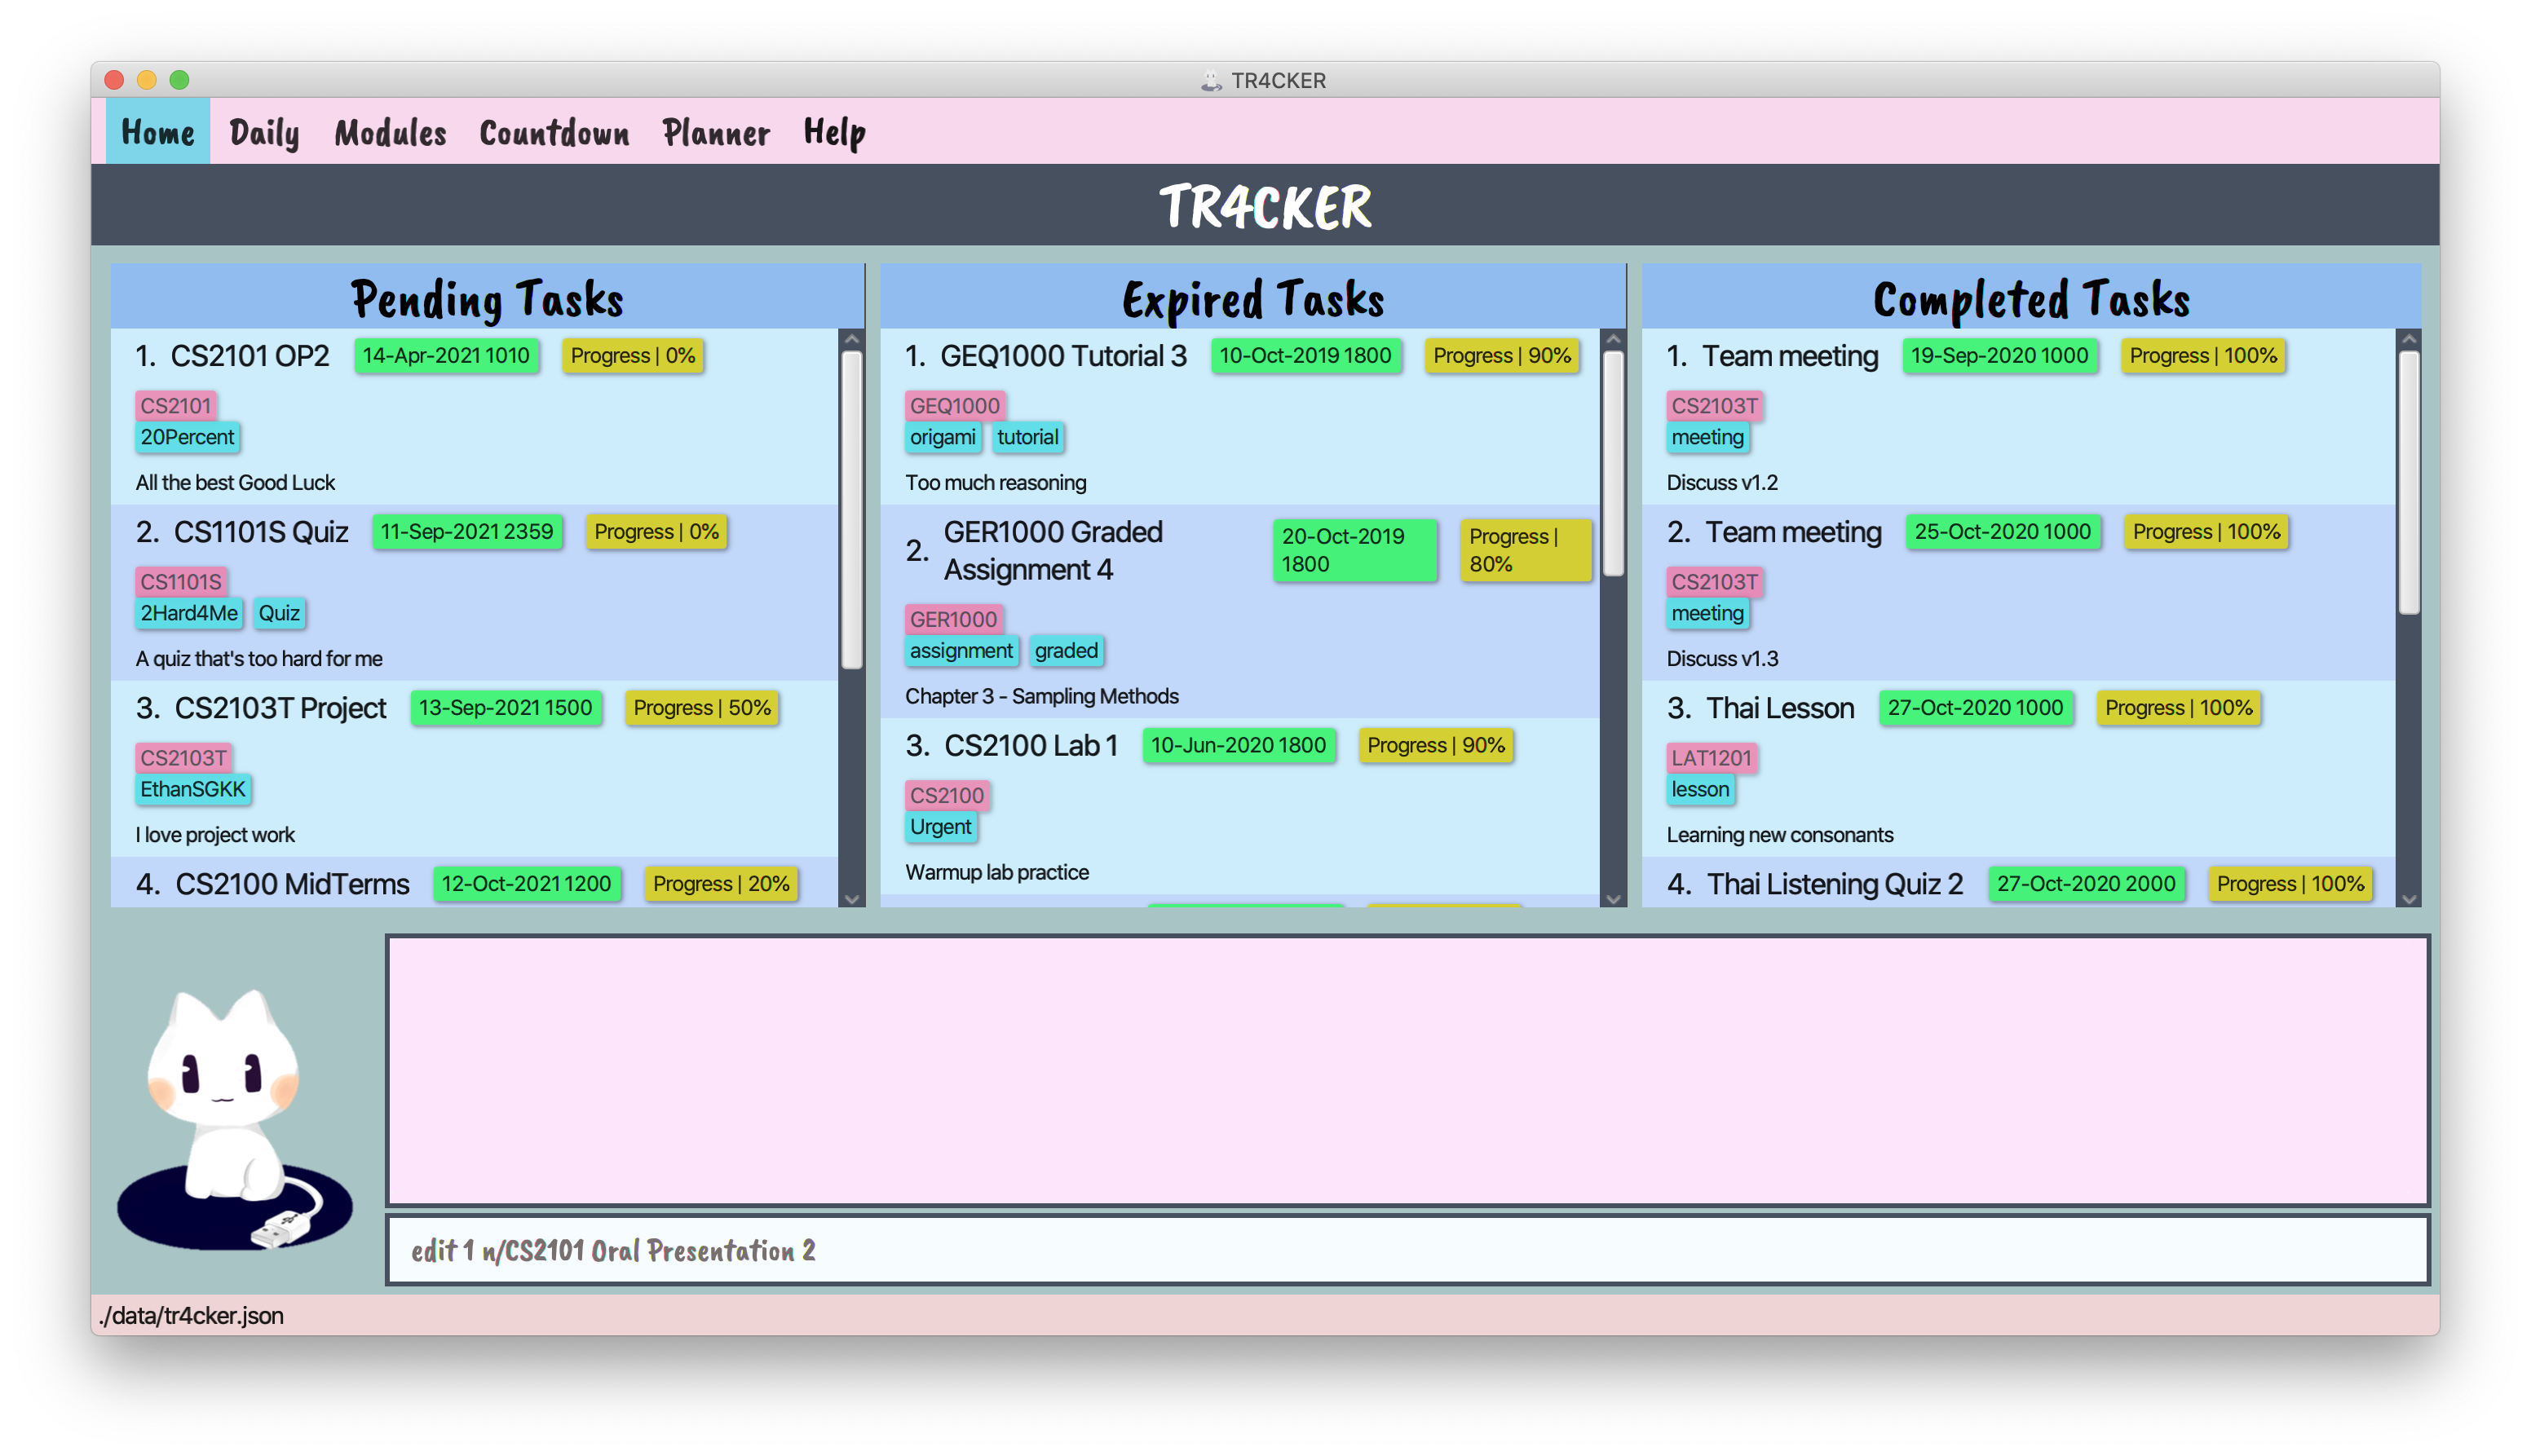 TR4CKER
Home Daily Modules Countdown Planner Help
TR4CKER
Pending Tasks
1. CS2101 OP2 14-Apr-2021 1010 Progress | 0%
CS2101
20Percent
All the best Good Luck
2. CS1101S Quiz 11-Sep-2021 2359 Progress | 0%
CS1101S
2Hard4Me Quiz
A quiz that's too hard for me
3. CS2103T Project 13-Sep-2021 1500 Progress | 50%
CS2103T
EthanSGKK
I love project work
4. CS2100 MidTerms 12-Oct-2021 1200 Progress | 20%
Expired Tasks
1. GEQ1000 Tutorial 3 10-Oct-2019 1800 Progress | 90%
GEQ1000
origami tutorial
Too much reasoning
2. GER1000 Graded
Assignment 4
20-Oct-2019
1800
Progress |
80%
GER1000
assignment graded
Chapter 3 - Sampling Methods
3. CS2100 Lab 1 10-Jun-2020 1800 Progress | 90%
CS2100
Urgent
Warmup lab practice
Completed Tasks
1. Team meeting 19-Sep-2020 1000 Progress | 100%
CS2103T
meeting
Discuss v1.2
2. Team meeting 25-Oct-2020 1000 Progress | 100%
CS2103T
meeting
Discuss v1.3
3. Thai Lesson 27-Oct-2020 1000 Progress | 100%
LAT1201
lesson
Learning new consonants
4. Thai Listening Quiz 2 27-Oct-2020 2000 Progress | 100%
edit 1 n/CS2101 Oral Presentation 2
./data/tr4cker.json